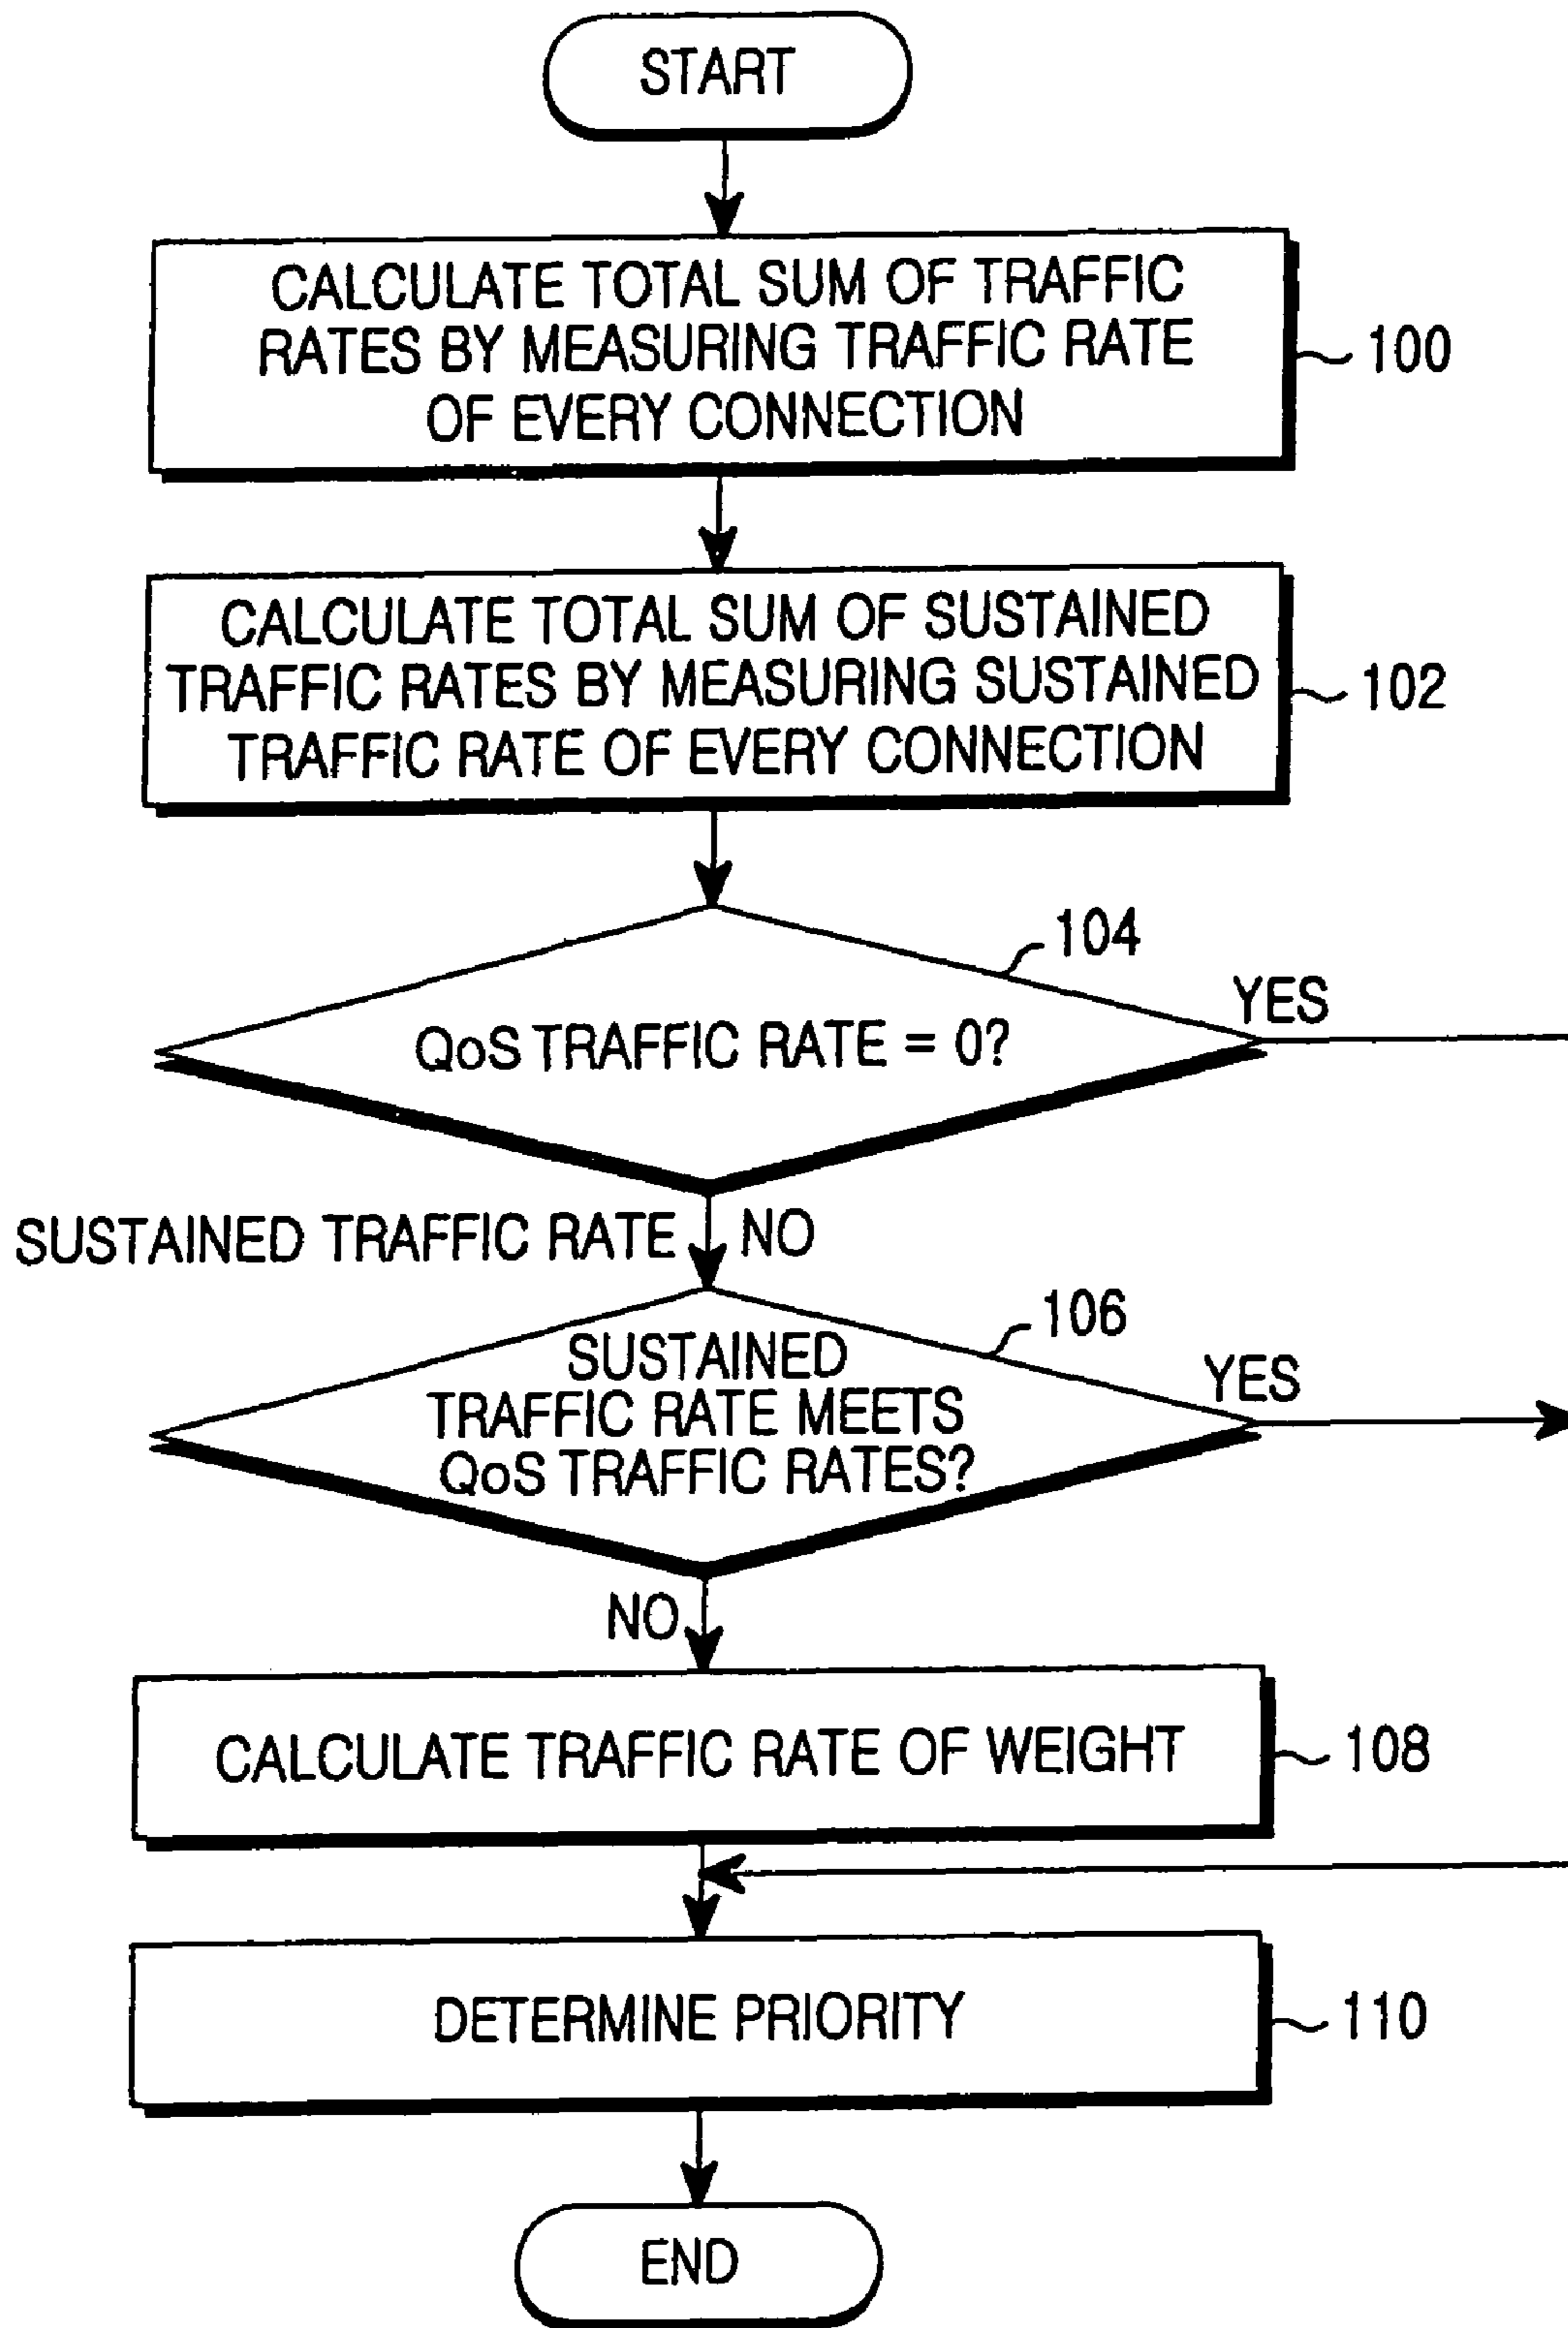 START
CALCULATE TOTAL SUM OF TRAFFIC
RATES BY MEASURING TRAFFIC RATE
OF EVERY CONNECTION
100
CALCULATE TOTAL SUM OF SUSTAINED
TRAFFIC RATES BY MEASURING SUSTAINED
TRAFFIC RATE OF EVERY CONNECTION
102
104
YES
QoS TRAFFIC RATE = 0?
SUSTAINED TRAFFIC RATE
NO
106
YES
SUSTAINED
TRAFFIC RATE MEETS
QoS TRAFFIC RATES?
NO
CALCULATE TRAFFIC RATE OF WEIGHT
108
DETERMINE PRIORITY
110
END